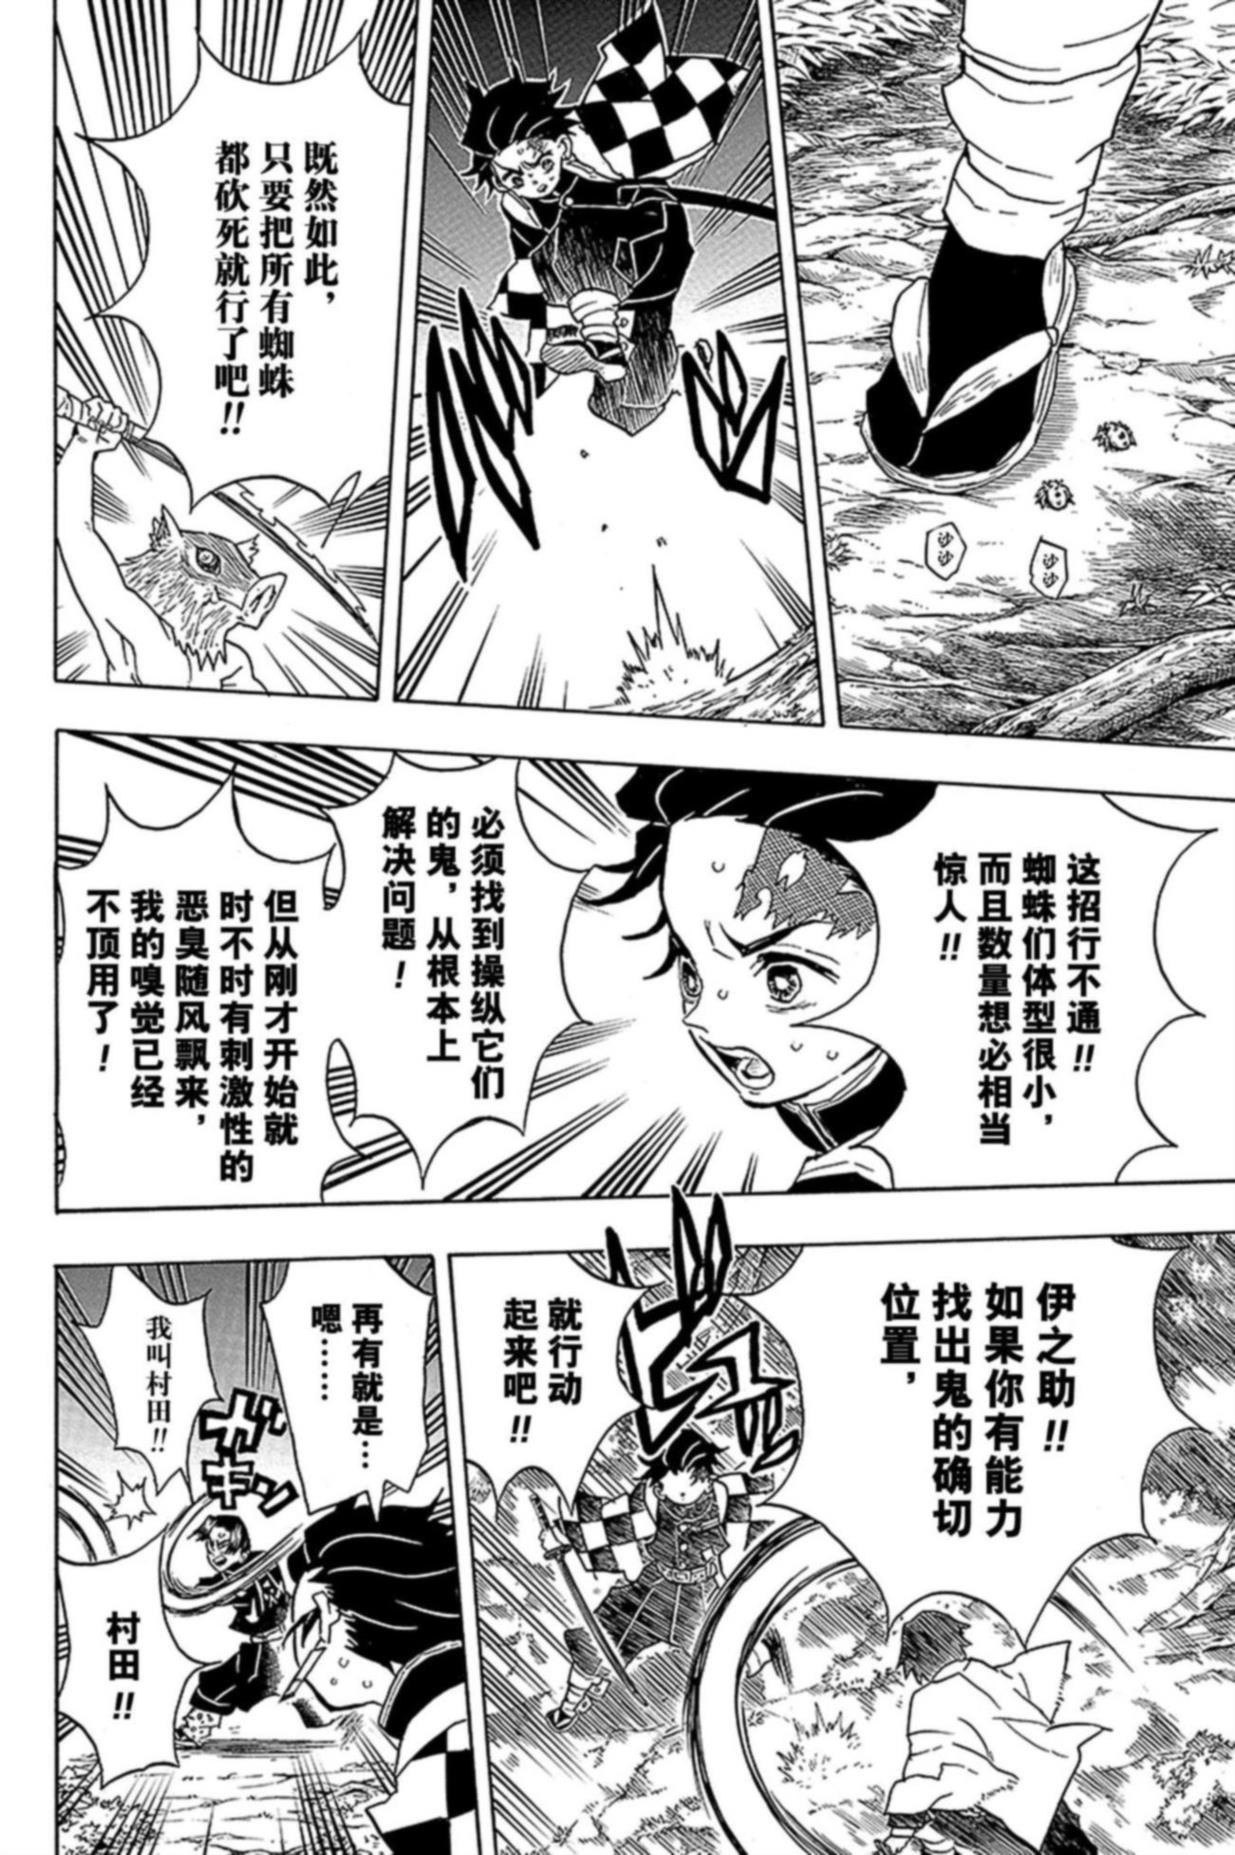 沙沙
沙沙
既然如此，
只要把所有蜘蛛
都砍死就行了吧!!
这招行不通!!
蜘蛛们体型很小，
而且数量想必相当
惊人!!
必须找到操纵它们
的鬼，从根本上
解决问题！
但从刚才开始就
时不时有刺激性的
恶臭随风飘来，
我的嗅觉已经
不顶用了！
伊之助!!
如果你有能力
找出鬼的确切
位置，
就行动
起来吧!!
再有就是…
嗯……
我叫村田!!
ガキン
村田!!